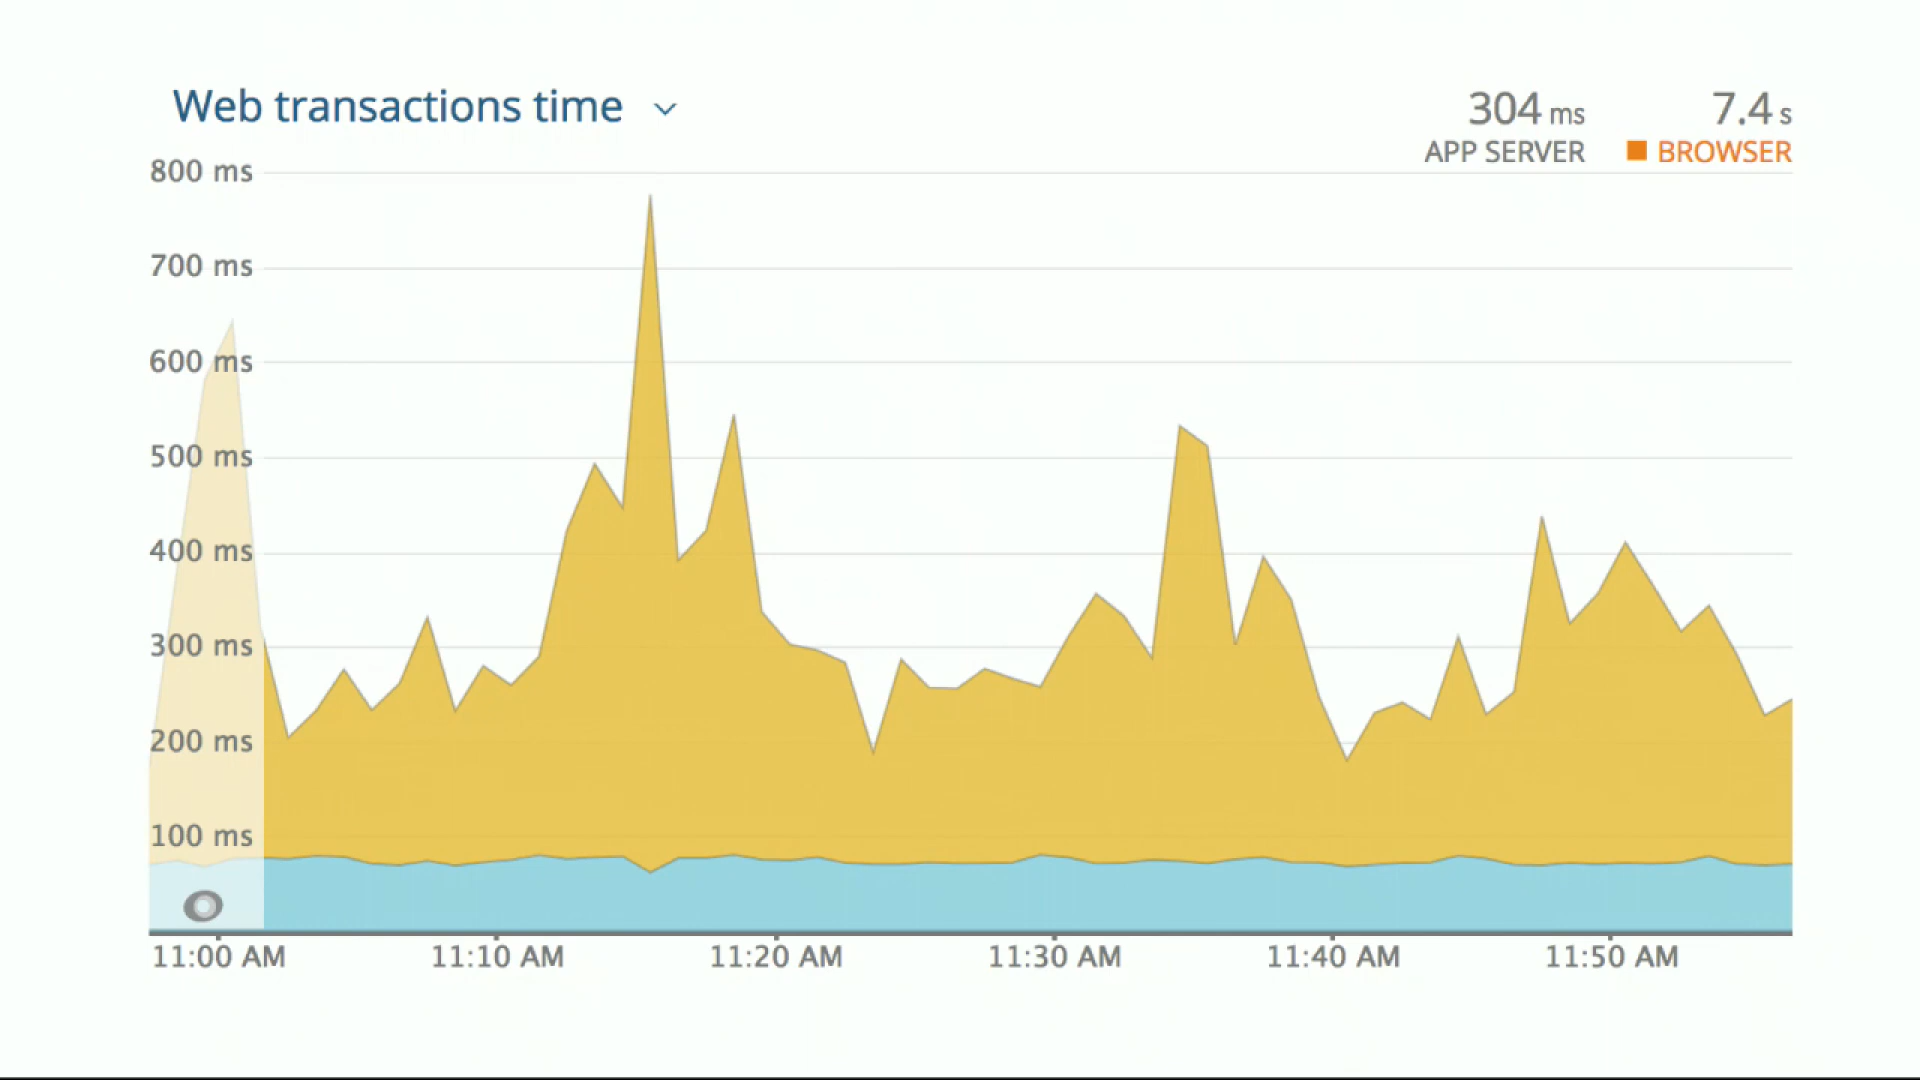 Web transactions time
304 ms
7.4 s
APP SERVER
BROWSER
800 ms
700 ms
600 ms
500 ms
400 ms
300 ms
200 ms
100 ms
11:00 AM 11:10 AM 11:20 AM 11:30 AM 11:40 AM 11:50 AM